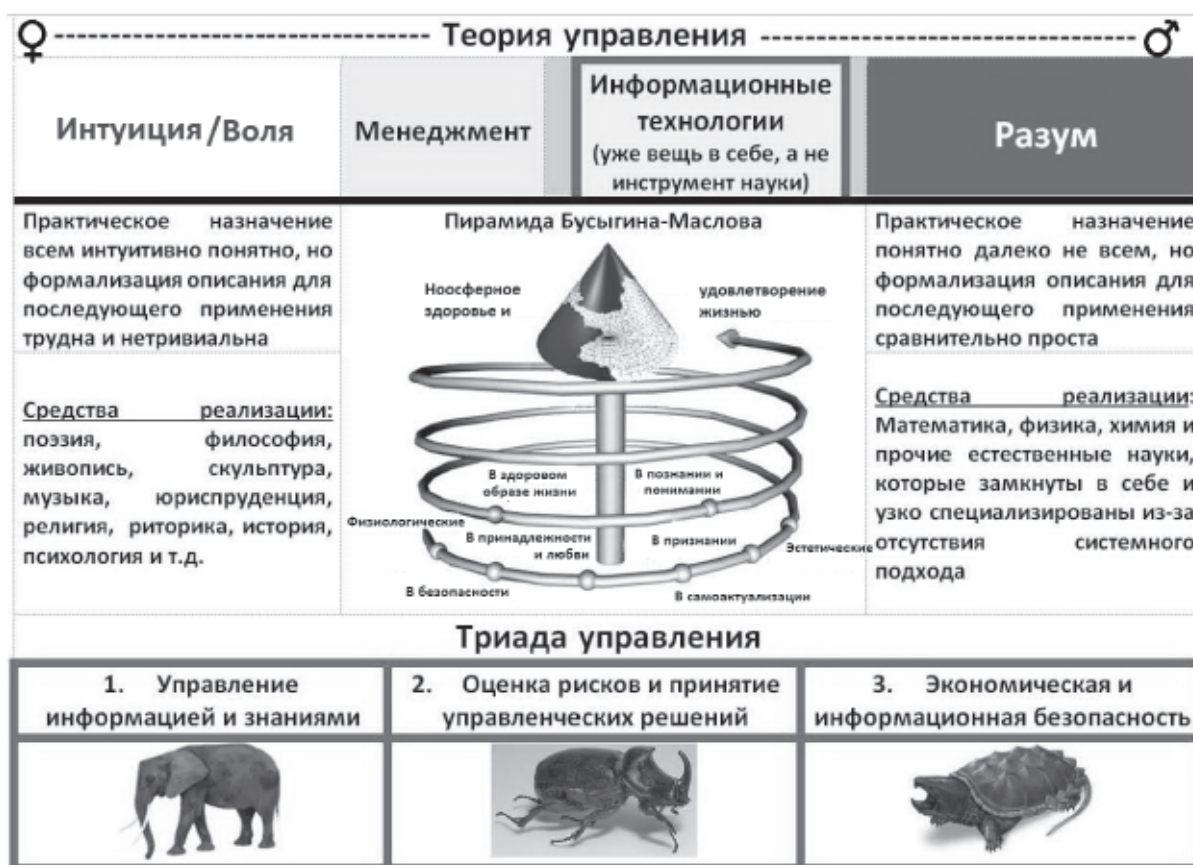 Теория управления
Интуиция/Воля
Менеджмент
Информационные
технологии
(уже вещь в себе, а не
инструмент науки)
Разум
Практическое назначение
всем интуитивно понятно, но
формализация описания для
последующего применения
трудна и нетривиальна
Средства реализации:
поэзия, философия,
живопись, скульптура,
музыка, юриспруденция,
религия, риторика, история,
психология и т.д.
Пирамида Бусыгина-Маслова
Ноосферное
здоровье и
удовлетворение
жизнью
В здоровом
образе жизни
В познании и
понимании
Физиологические
В принадлежности
и любви
В признании
Эстетические
В безопасности
В самоактуализации
Практическое назначение
понятно далеко не всем, но
формализация описания для
последующего применения
сравнительно проста
Средства реализации:
Математика, физика, химия и
прочие естественные науки,
которые замкнуты в себе и
узко специализированы из-за
отсутствия системного
подхода
Триада управления
1. Управление
информацией и знаниями
2. Оценка рисков и принятие
управленческих решений
3. Экономическая и
информационная безопасность